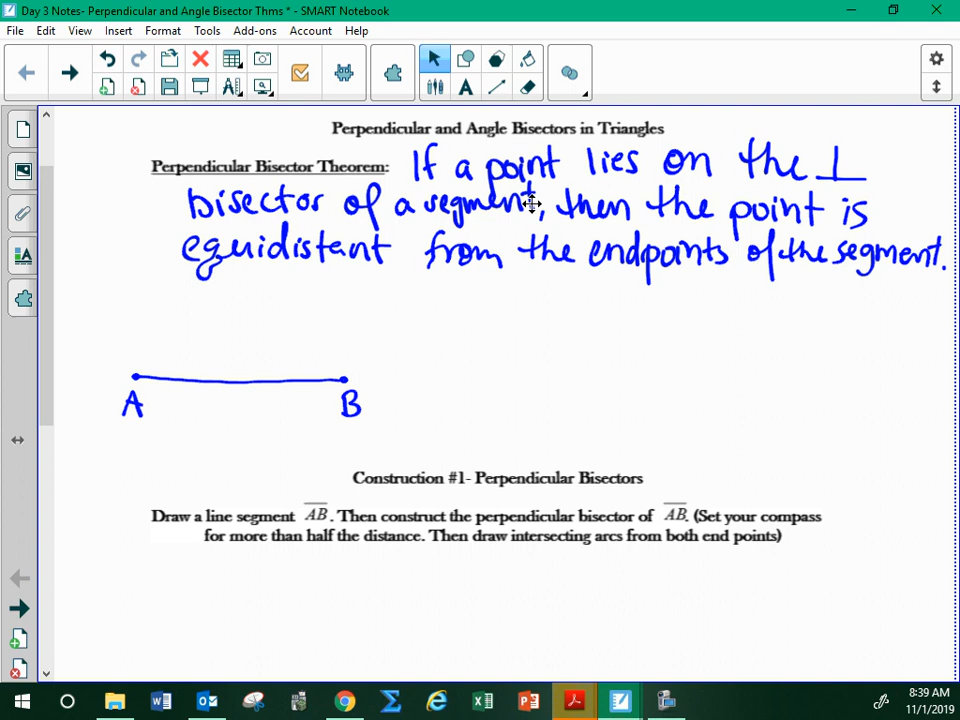 Day 3 Notes- Perpendicular and Angle Bisector Thms * - SMART Notebook
File Edit View Insert Format Tools Add-ons Account Help
Perpendicular and Angle Bisectors in Triangles
Perpendicular Bisector Theorem: If a point lies on the ⊥
bisector of a segment, then the point is
equidistant from the endpoints of the segment.
A B
Construction #1- Perpendicular Bisectors
Draw a line segment AB. Then construct the perpendicular bisector of AB. (Set your compass
for more than half the distance. Then draw intersecting arcs from both end points)
8:39 AM
11/1/2019